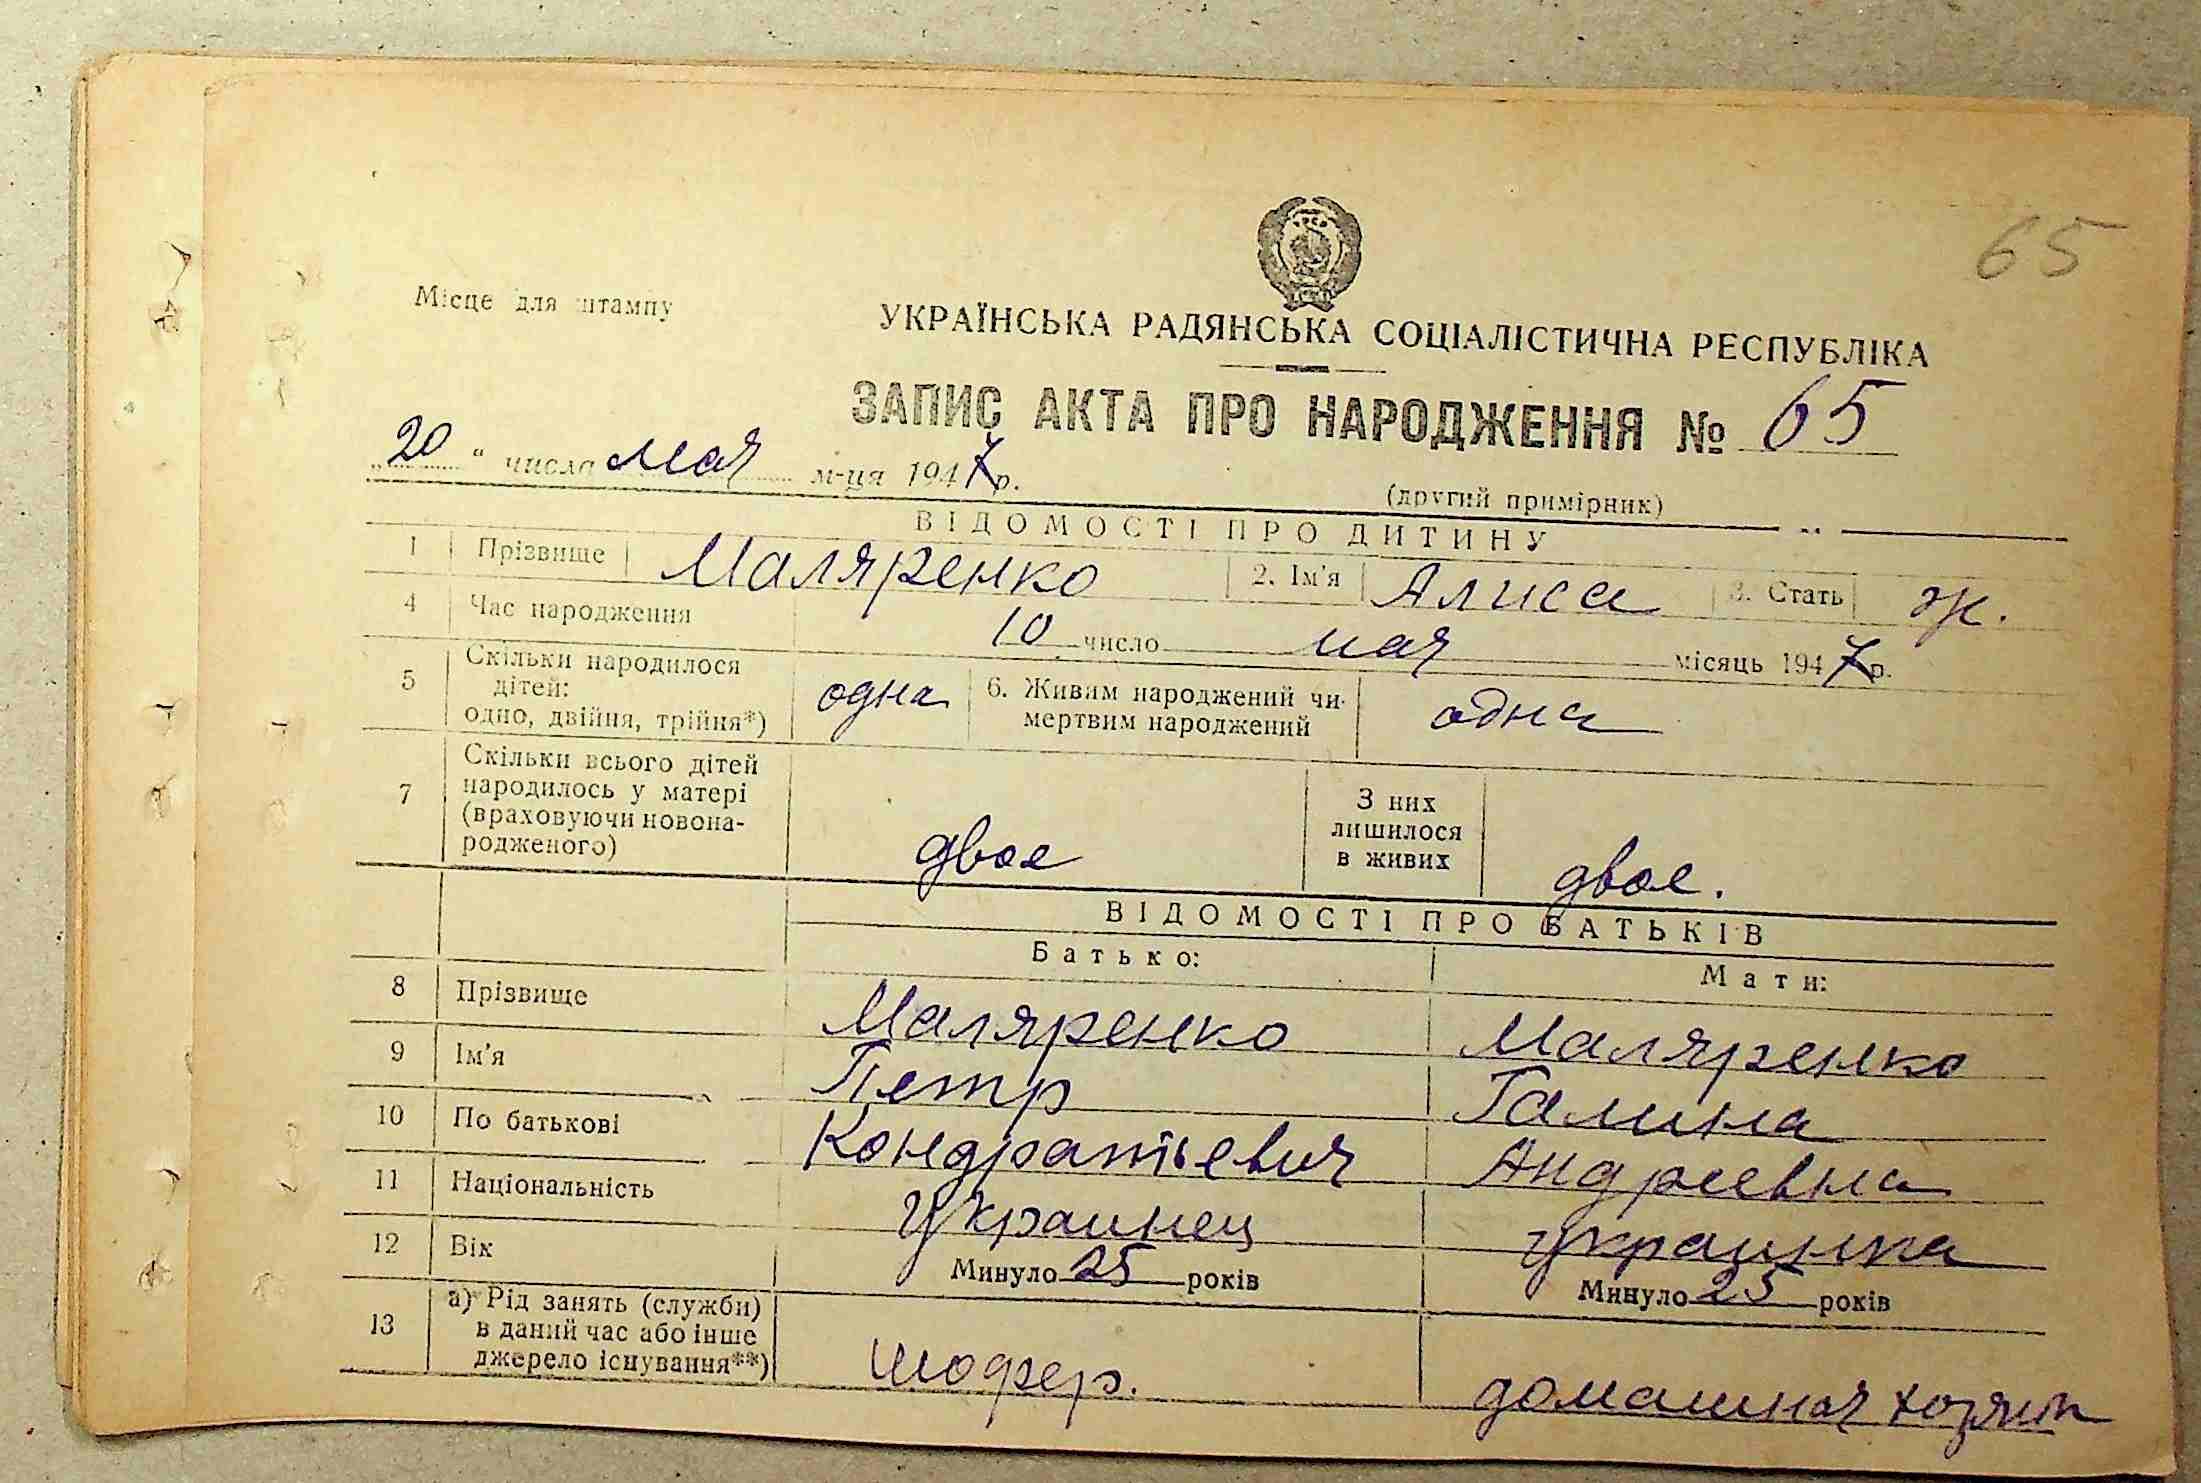 65
Місце для штампу
УКРАЇНСЬКА РАДЯНСЬКА СОЦІАЛІСТИЧНА РЕСПУБЛІКА
ЗАПИС АКТА ПРО НАРОДЖЕННЯ № 65
„20“ числа мая м-ця 1947 р.
(другий примірник)
ВІДОМОСТІ ПРО ДИТИНУ
1 Прізвище Маляренко 2. Ім'я Алиса 3. Стать ж.
4 Час народження 10 число мая місяць 1947 р.
5 Скільки народилося
дітей:
одно, двійня, трійня*) одна
6. Живим народжений чи
мертвим народжений одна
7 Скільки всього дітей
народилось у матері
(враховуючи новона-
родженого) двое
З них
лишилося
в живих двое.
ВІДОМОСТІ ПРО БАТЬКІВ
Батько: Мати:
8 Прізвище Маляренко Маляренко
9 Ім'я Петр Галина
10 По батькові Кондратьевич Андреевна
11 Національність Украинец украинка
12 Вік Минуло 25 років Минуло 25 років
13 а) Рід занять (служби)
в даний час або інше
джерело існування**) шофер. домашняя